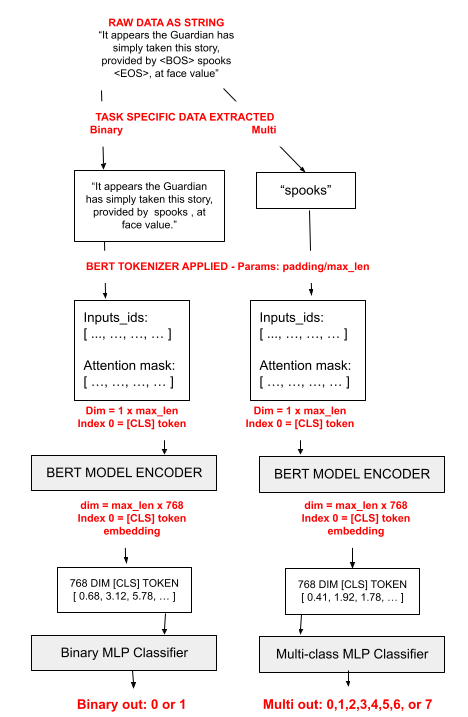 RAW DATA AS STRING
“It appears the Guardian has
simply taken this story,
provided by <BOS> spooks
<EOS>, at face value”
TASK SPECIFIC DATA EXTRACTED
Binary
Multi
“It appears the Guardian
has simply taken this story,
provided by  spooks , at
face value.”
“spooks”
BERT TOKENIZER APPLIED - Params: padding/max_len
Inputs_ids:
[ ..., …, …, … ]
Attention mask:
[ …, …, …, … ]
Inputs_ids:
[ ..., …, …, … ]
Attention mask:
[ …, …, …, … ]
Dim = 1 x max_len
Index 0 = [CLS] token
Dim = 1 x max_len
Index 0 = [CLS] token
BERT MODEL ENCODER
BERT MODEL ENCODER
dim = max_len x 768
Index 0 = [CLS] token
embedding
dim = max_len x 768
Index 0 = [CLS] token
embedding
768 DIM [CLS] TOKEN
[ 0.68, 3.12, 5.78, … ]
768 DIM [CLS] TOKEN
[ 0.41, 1.92, 1.78, … ]
Binary MLP Classifier
Multi-class MLP Classifier
Binary out: 0 or 1
Multi out: 0,1,2,3,4,5,6, or 7